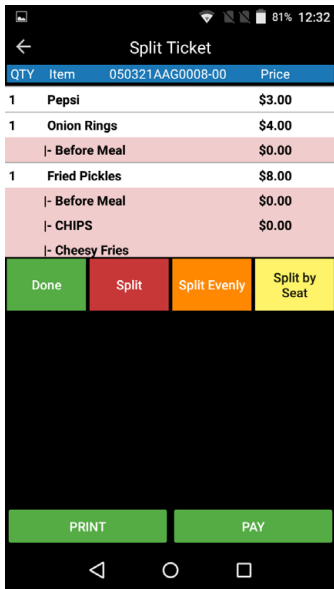 81% 12:32
Split Ticket
QTY Item 050321AAG0008-00 Price
1 Pepsi $3.00
1 Onion Rings $4.00
|- Before Meal $0.00
1 Fried Pickles $8.00
|- Before Meal $0.00
|- CHIPS $0.00
|- Cheesy Fries
Done Split Split Evenly Split by
Seat
PRINT PAY